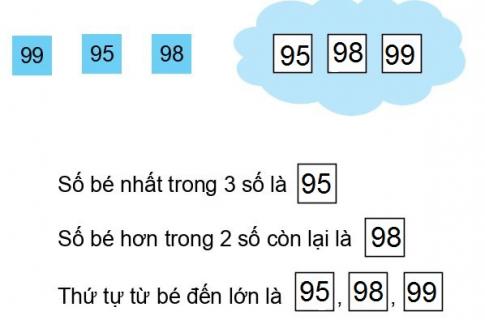 99 95 98 95 98 99
Số bé nhất trong 3 số là 95
Số bé hơn trong 2 số còn lại là 98
Thứ tự từ bé đến lớn là 95, 98, 99